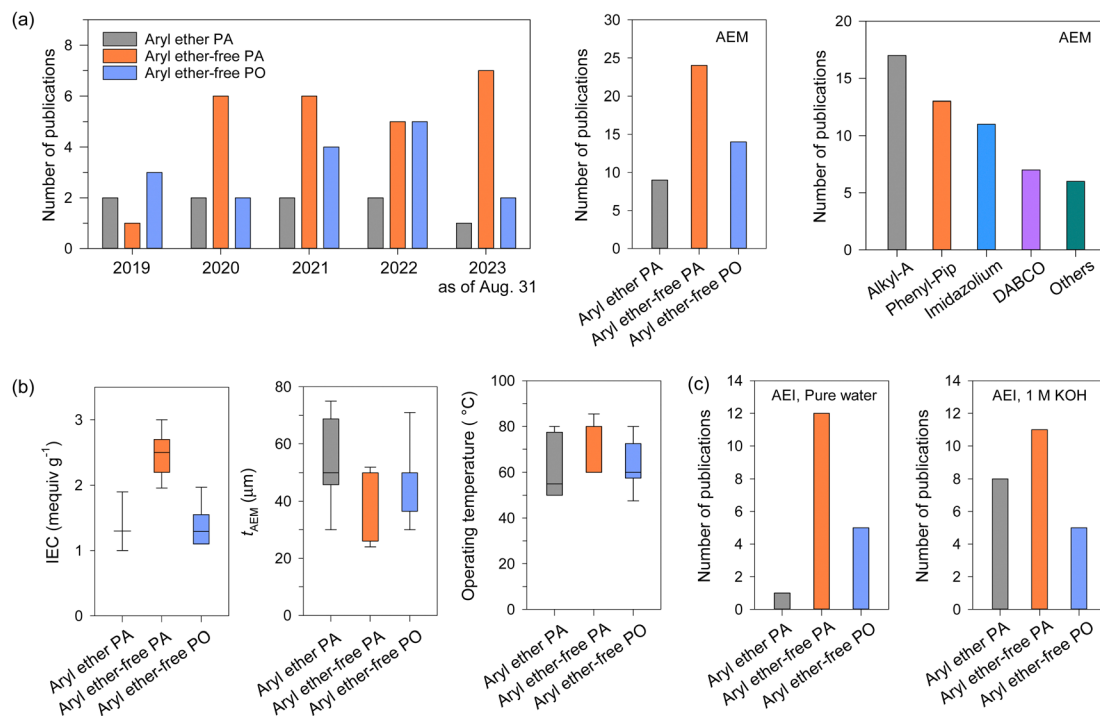 (a)
Number of publications
8
6
4
2
0
Aryl ether PA
Aryl ether-free PA
Aryl ether-free PO
2019
2020
2021
2022
2023
as of Aug. 31
Number of publications
30
25
20
15
10
5
0
AEM
Aryl ether PA
Aryl ether-free PA
Aryl ether-free PO
Number of publications
20
15
10
5
0
AEM
Alkyl-A
Phenyl-Pip
Imidazolium
DABCO
Others
(b)
IEC (mequiv g-1)
3
2
1
0
Aryl ether PA
Aryl ether-free PA
Aryl ether-free PO
tAEM (μm)
80
60
40
20
0
Aryl ether PA
Aryl ether-free PA
Aryl ether-free PO
Operating temperature ( °C)
100
80
60
40
20
0
Aryl ether PA
Aryl ether-free PA
Aryl ether-free PO
(c)
Number of publications
14
12
10
8
6
4
2
0
AEI, Pure water
Aryl ether PA
Aryl ether-free PA
Aryl ether-free PO
Number of publications
14
12
10
8
6
4
2
0
AEI, 1 M KOH
Aryl ether PA
Aryl ether-free PA
Aryl ether-free PO